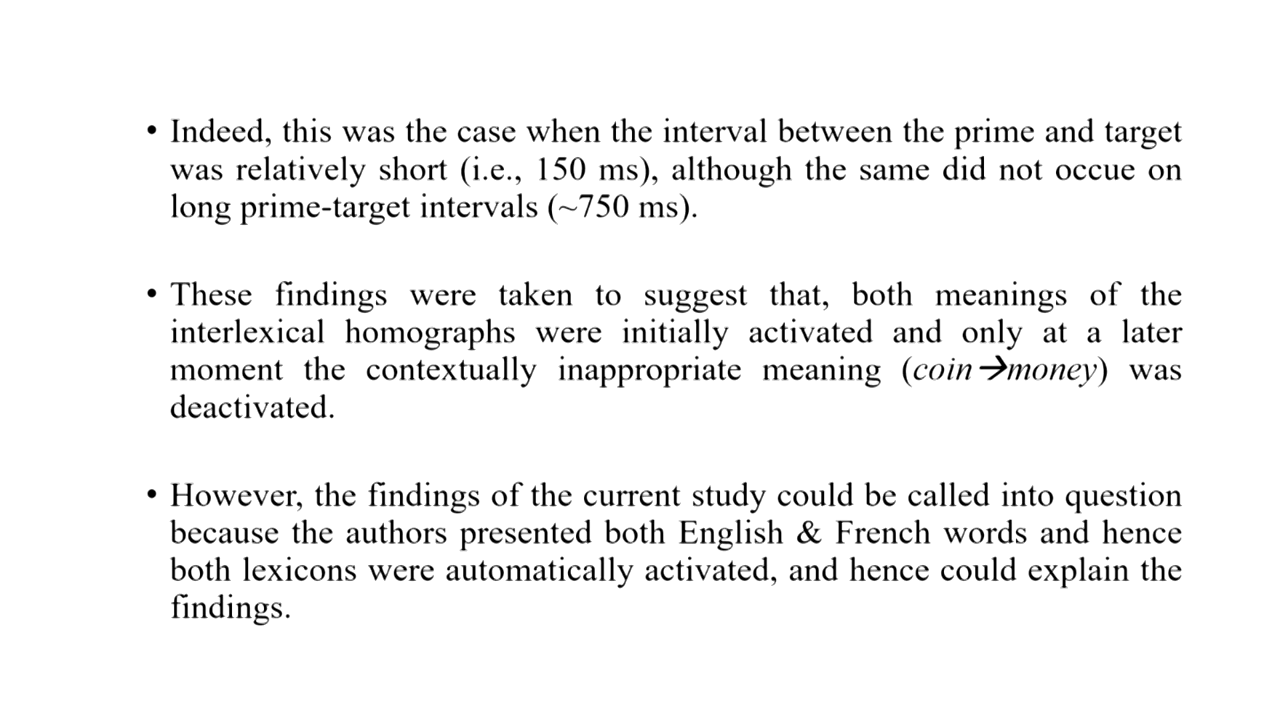 • Indeed, this was the case when the interval between the prime and target
was relatively short (i.e., 150 ms), although the same did not occue on
long prime-target intervals (~750 ms).
• These findings were taken to suggest that, both meanings of the
interlexical homographs were initially activated and only at a later
moment the contextually inappropriate meaning (coin→money) was
deactivated.
• However, the findings of the current study could be called into question
because the authors presented both English & French words and hence
both lexicons were automatically activated, and hence could explain the
findings.